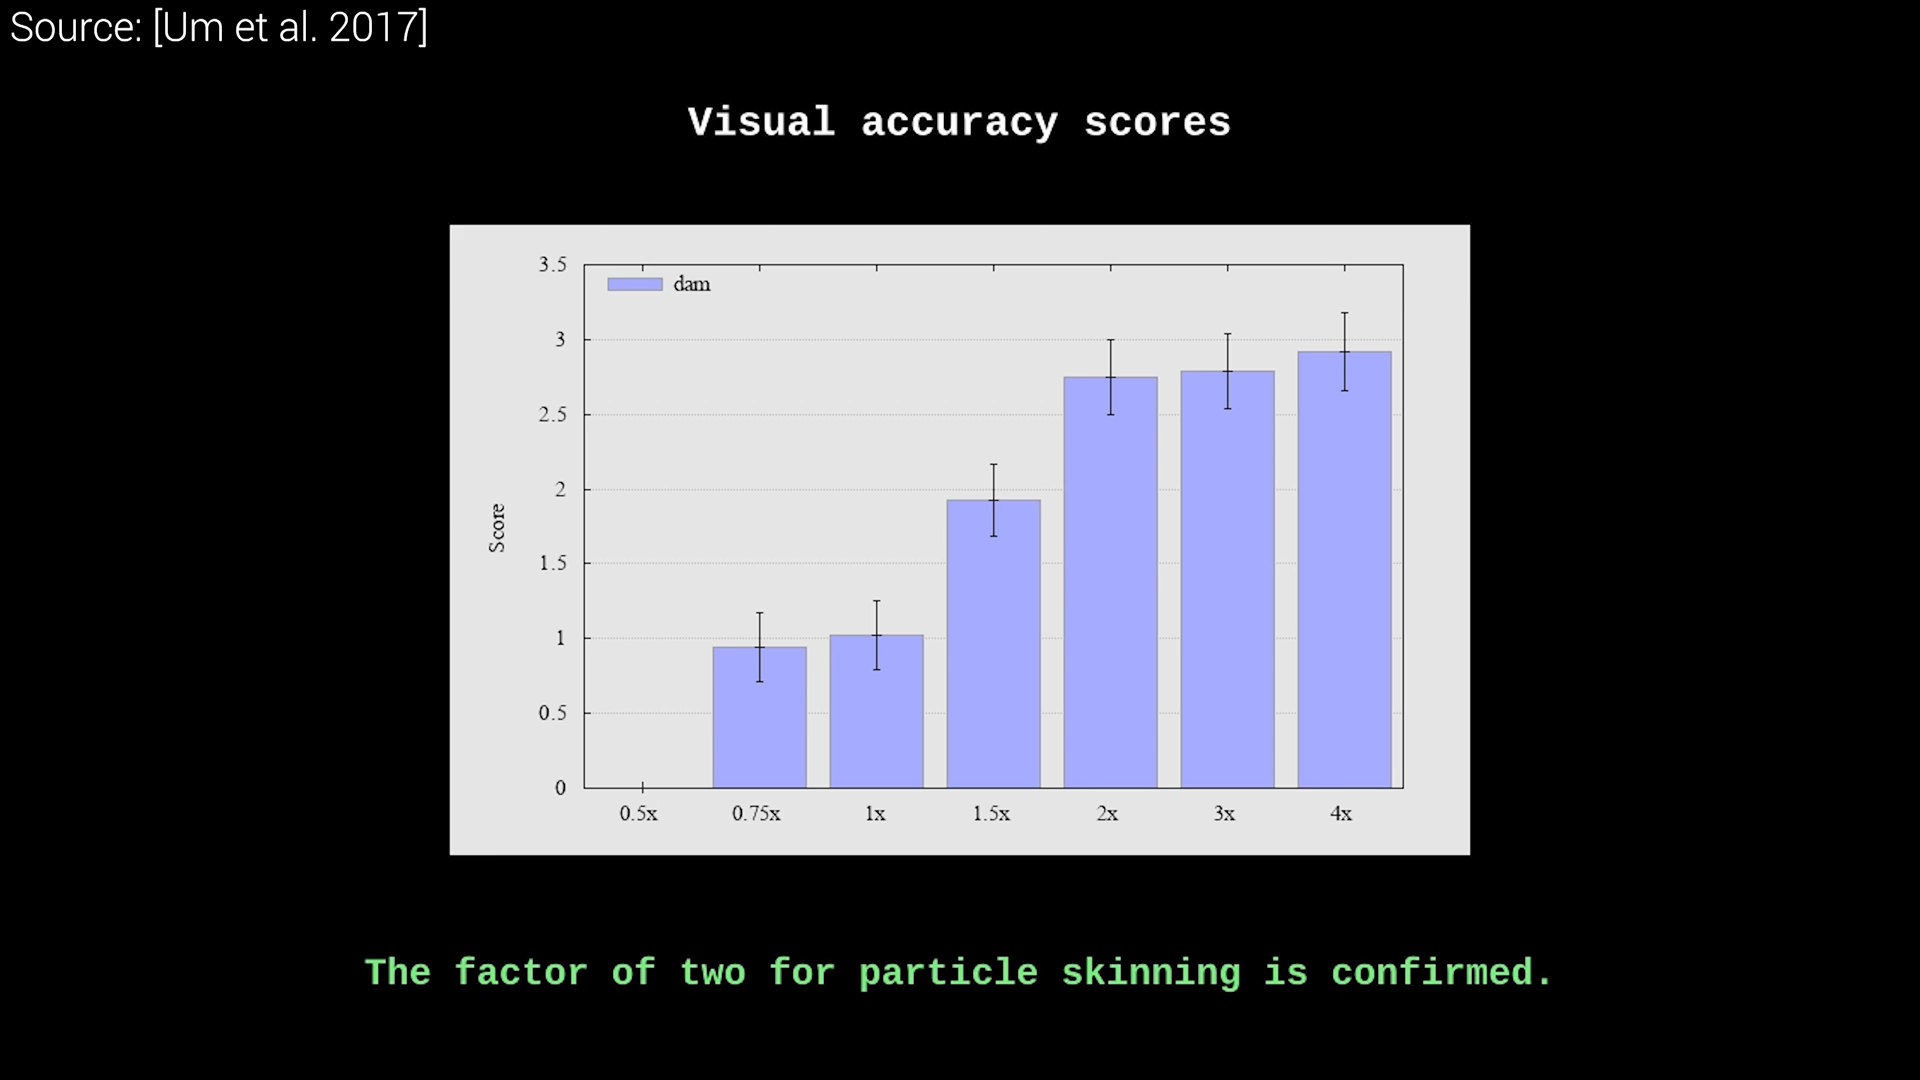 Source: [Um et al. 2017]
Visual accuracy scores
3.5
dam
3
2.5
2
Score
1.5
1
0.5
0
0.5x 0.75x 1x 1.5x 2x 3x 4x
The factor of two for particle skinning is confirmed.